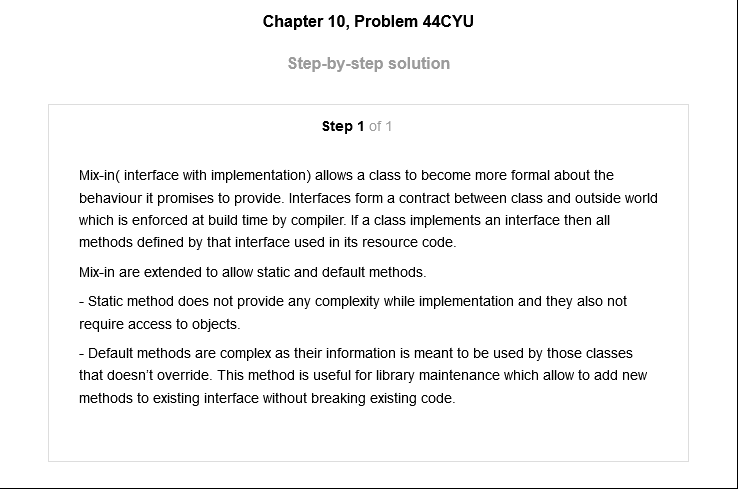 Chapter 10, Problem 44CYU
Step-by-step solution
Step 1 of 1
Mix-in( interface with implementation) allows a class to become more formal about the
behaviour it promises to provide. Interfaces form a contract between class and outside world
which is enforced at build time by compiler. If a class implements an interface then all
methods defined by that interface used in its resource code.
Mix-in are extended to allow static and default methods.
- Static method does not provide any complexity while implementation and they also not
require access to objects.
- Default methods are complex as their information is meant to be used by those classes
that doesn't override. This method is useful for library maintenance which allow to add new
methods to existing interface without breaking existing code.